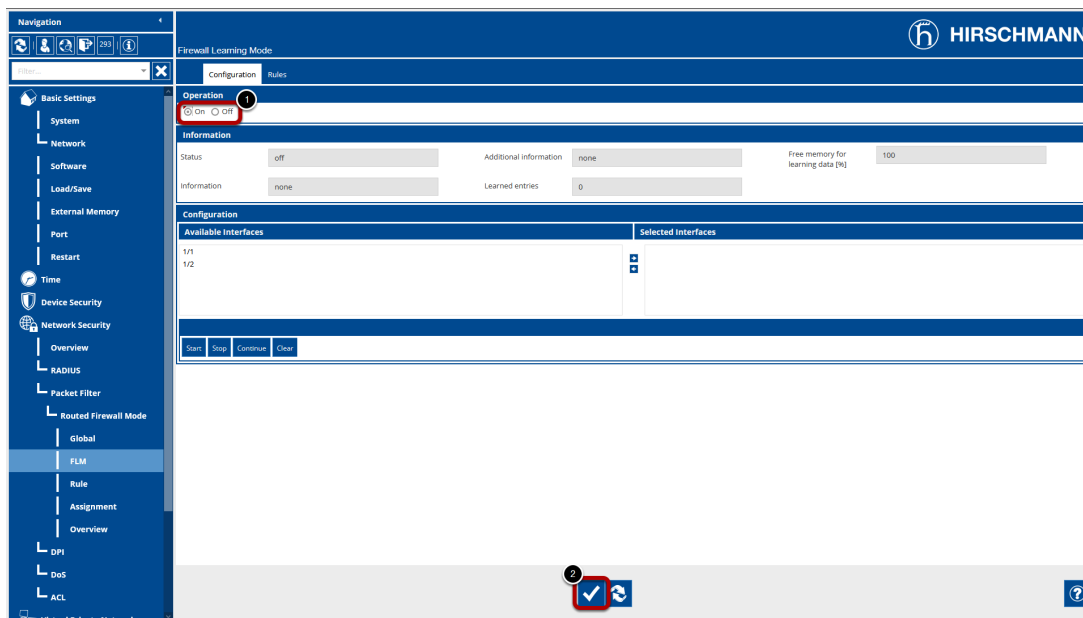 Navigation
293
Filter...
Basic Settings
System
Network
Software
Load/Save
External Memory
Port
Restart
Time
Device Security
Network Security
Overview
RADIUS
Packet Filter
Routed Firewall Mode
Global
FLM
Rule
Assignment
Overview
DPI
DoS
ACL
HIRSCHMANN
Firewall Learning Mode
Configuration Rules
Operation
1
On Off
Information
Status off Additional information none Free memory for learning data [%] 100
Information none Learned entries 0
Configuration
Available Interfaces Selected Interfaces
1/1
1/2
Start Stop Continue Clear
2
?